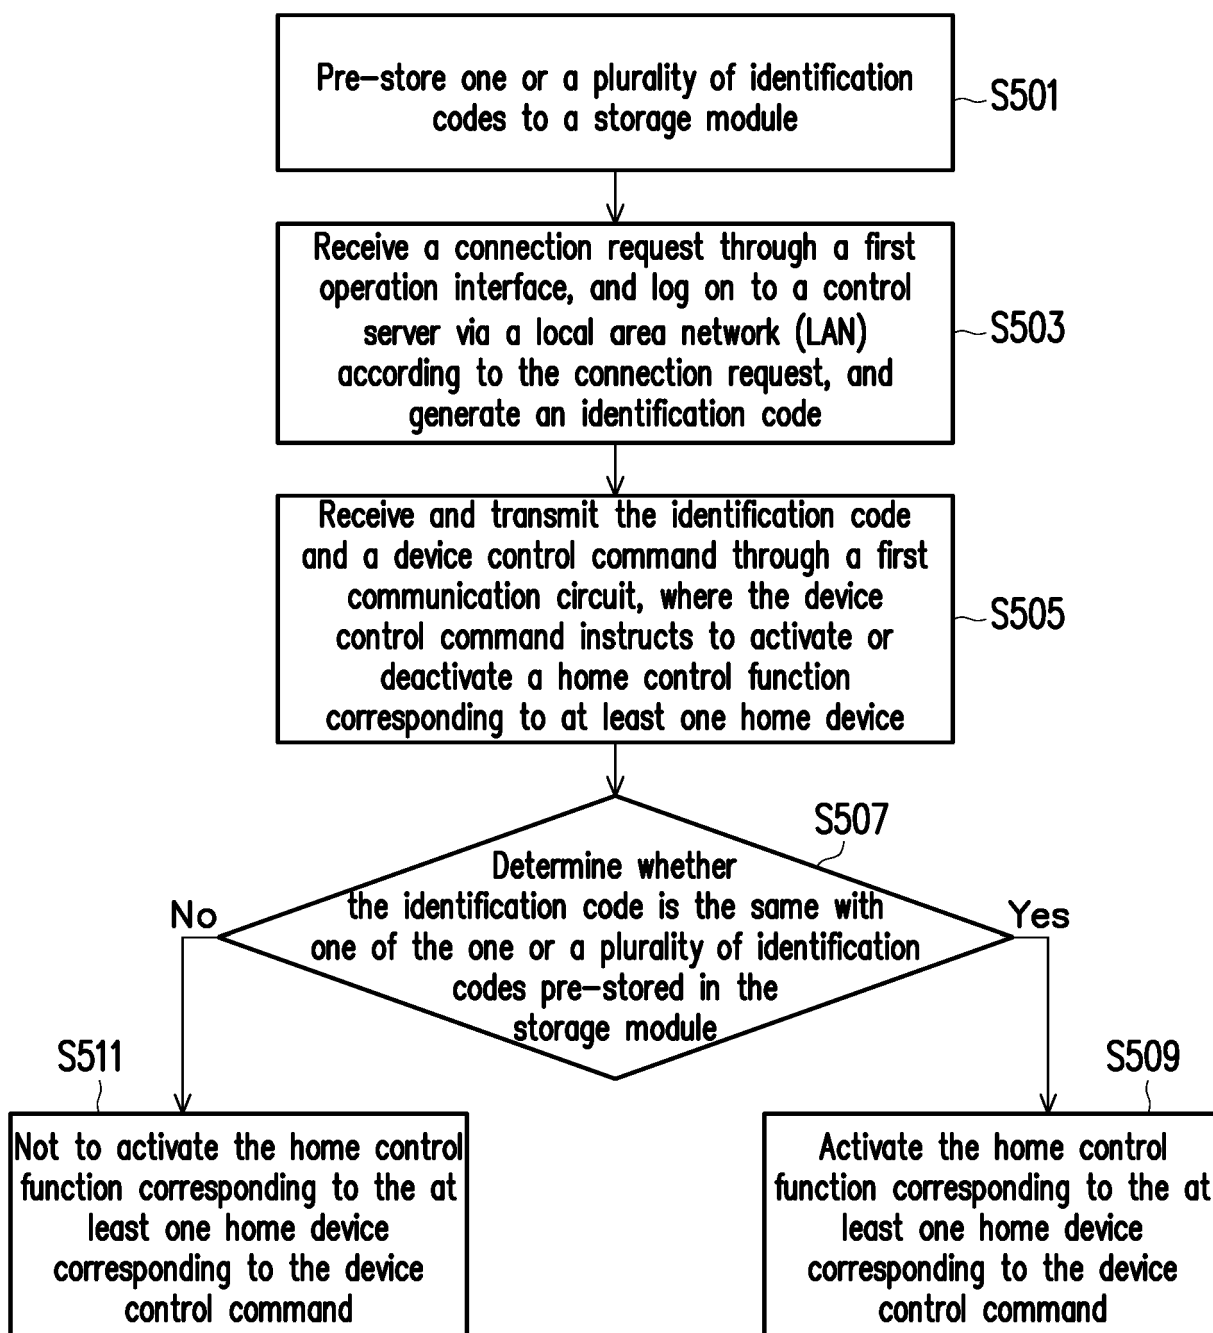 Pre-store one or a plurality of identification
codes to a storage module
S501
Receive a connection request through a first
operation interface, and log on to a control
server via a local area network (LAN)
according to the connection request, and
generate an identification code
S503
Receive and transmit the identification code
and a device control command through a first
communication circuit, where the device
control command instructs to activate or
deactivate a home control function
corresponding to at least one home device
S505
S507
Determine whether
the identification code is the same with
one of the one or a plurality of identification
codes pre-stored in the
storage module
No
Yes
S511
Not to activate the home control
function corresponding to the at
least one home device
corresponding to the device
control command
S509
Activate the home control
function corresponding to the at
least one home device
corresponding to the device
control command